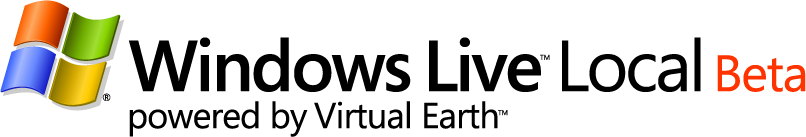 Windows Live™ Local Beta
® powered by Virtual Earth™